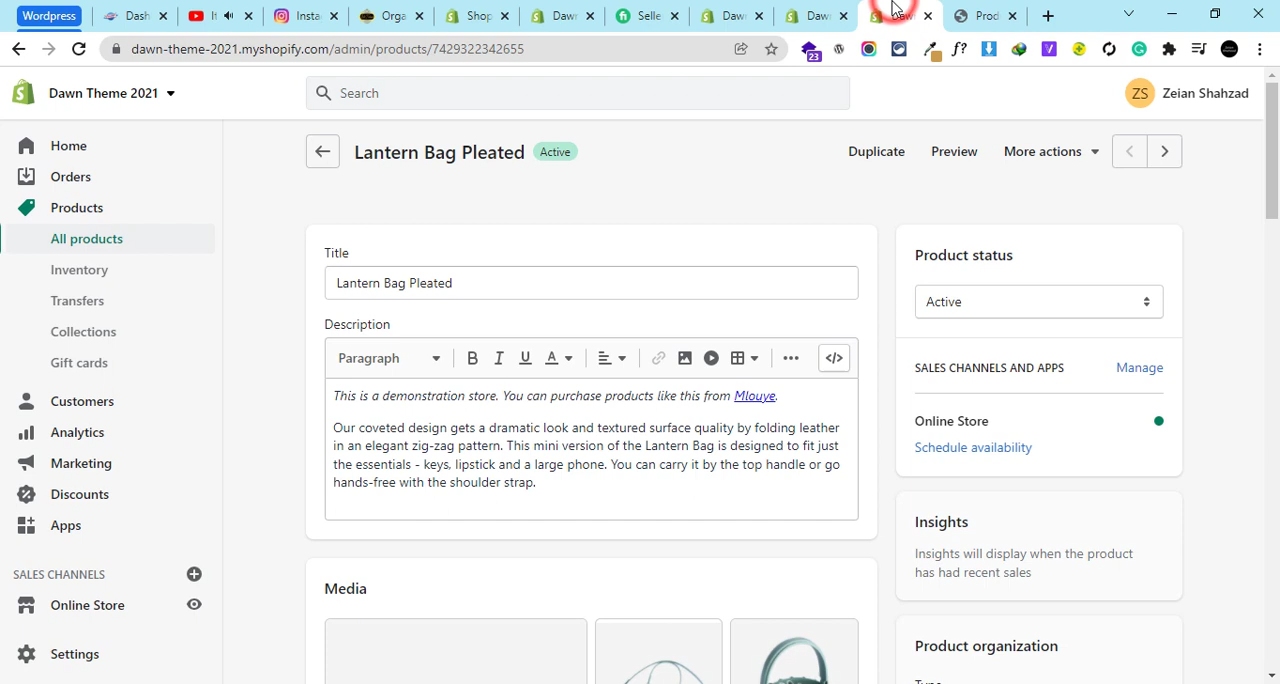 Wordpress
Dash
It
Insta
Orga
Shop
Dawn
Selle
Daw
Daw
Prod
dawn-theme-2021.myshopify.com/admin/products/7429322342655
23
f?
Dawn Theme 2021
Search
ZS
Zeian Shahzad
Home
Orders
Products
All products
Inventory
Transfers
Collections
Gift cards
Customers
Analytics
Marketing
Discounts
Apps
SALES CHANNELS
Online Store
Settings
Lantern Bag Pleated
Active
Duplicate
Preview
More actions
Title
Lantern Bag Pleated
Description
Paragraph
B I U A
This is a demonstration store. You can purchase products like this from Mlouye.
Our coveted design gets a dramatic look and textured surface quality by folding leather
in an elegant zig-zag pattern. This mini version of the Lantern Bag is designed to fit just
the essentials - keys, lipstick and a large phone. You can carry it by the top handle or go
hands-free with the shoulder strap.
Media
Product status
Active
SALES CHANNELS AND APPS
Manage
Online Store
Schedule availability
Insights
Insights will display when the product
has had recent sales
Product organization